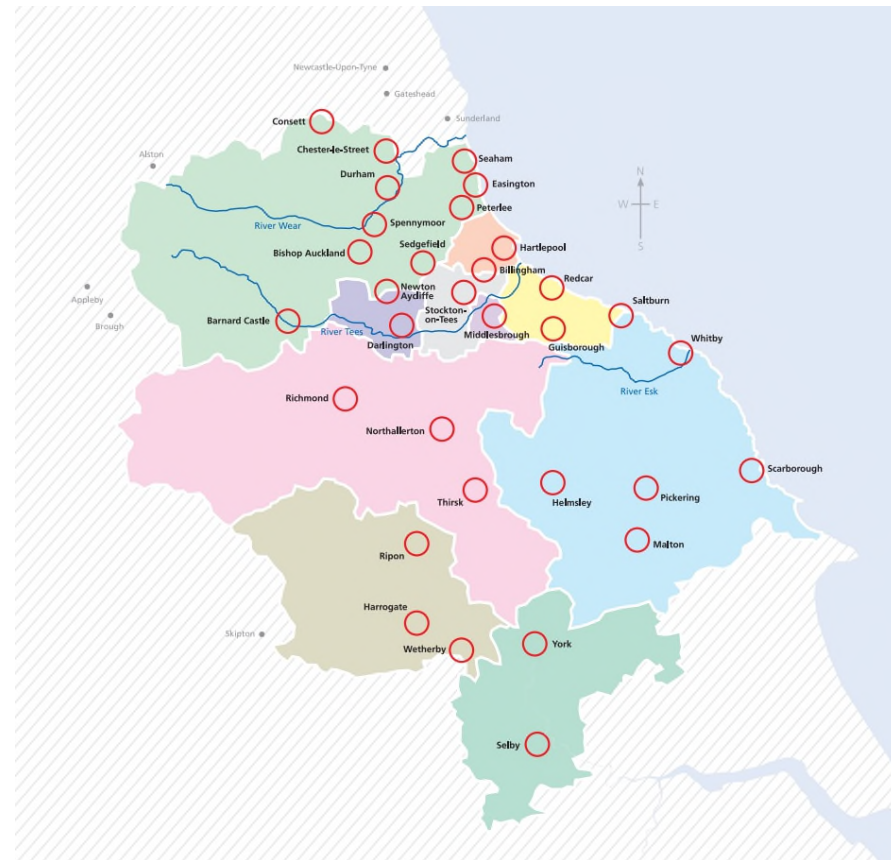 Newcastle-Upon-Tyne
Gateshead
Consett
Sunderland
Chester-le-Street
Alston
Seaham
Durham
Easington
N
W
E
S
Peterlee
River Wear
Spennymoor
Hartlepool
Sedgefield
Bishop Auckland
Billingham
Redcar
Newton
Aycliffe
Appleby
Saltburn
Stockton-
on-Tees
Brough
Barnard Castle
River Tees
Middlesbrough
Whitby
Darlington
Guisborough
River Esk
Richmond
Northallerton
Scarborough
Thirsk
Helmsley
Pickering
Malton
Ripon
Harrogate
Skipton
Wetherby
York
Selby